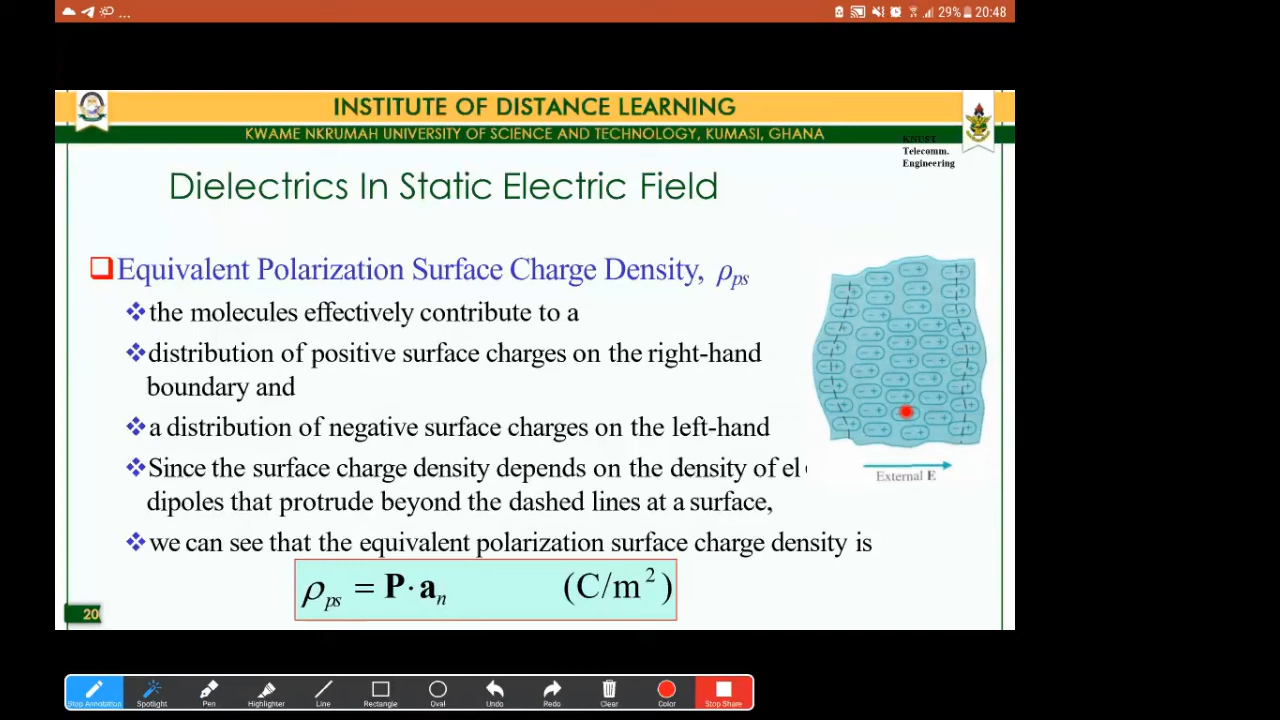 ... 29% 20:48
INSTITUTE OF DISTANCE LEARNING
KWAME NKRUMAH UNIVERSITY OF SCIENCE AND TECHNOLOGY, KUMASI, GHANA
KNUST
Telecomm.
Engineering
Dielectrics In Static Electric Field
Equivalent Polarization Surface Charge Density, ρps
the molecules effectively contribute to a
distribution of positive surface charges on the right-hand
boundary and
a distribution of negative surface charges on the left-hand
Since the surface charge density depends on the density of el
dipoles that protrude beyond the dashed lines at a surface,
we can see that the equivalent polarization surface charge density is
External E
ρps = P·an (C/m²)
20
Stop Annotation Spotlight Pen Highlighter Line Rectangle Oval Undo Redo Clear Color Stop Share